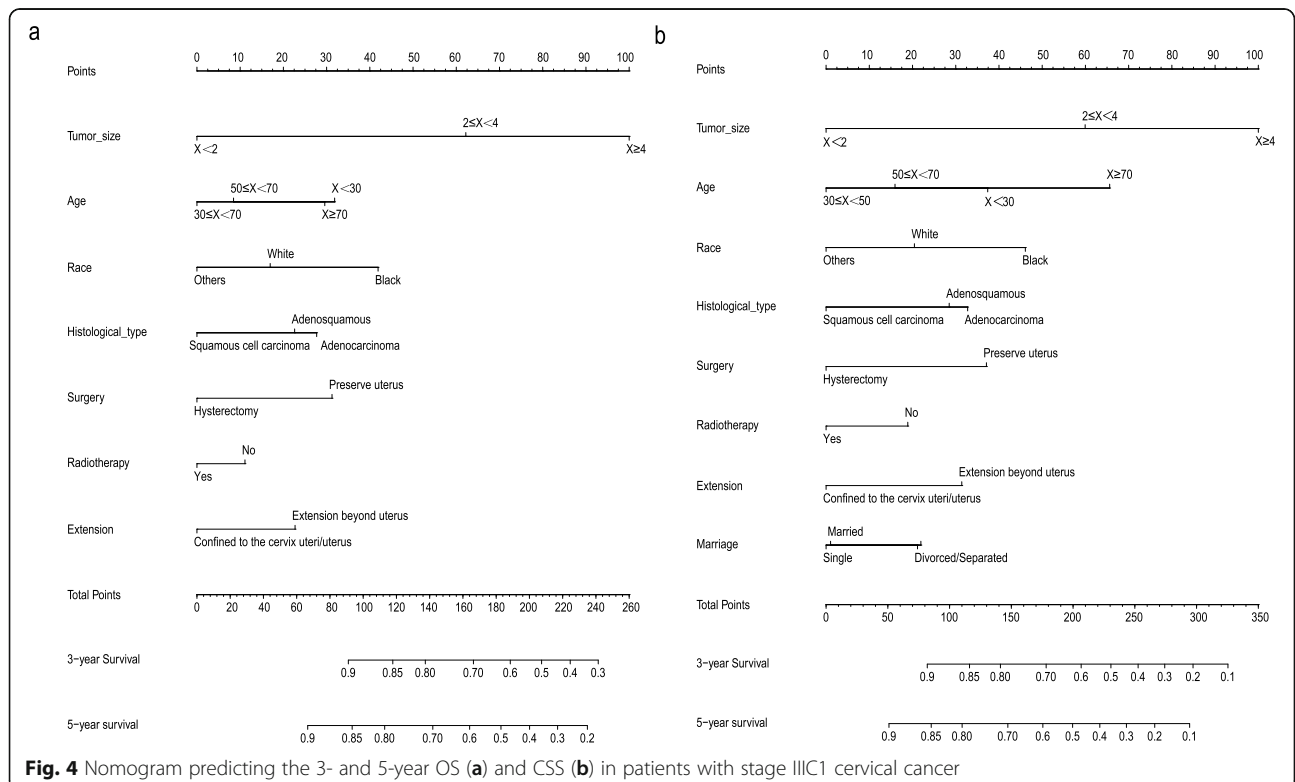 a
Points
0 10 20 30 40 50 60 70 80 90 100
Tumor_size
2≤X<4
X<2
X≥4
Age
50≤X<70 X<30
30≤X<70 X≥70
Race
White
Others Black
Histological_type
Adenosquamous
Squamous cell carcinoma Adenocarcinoma
Surgery
Preserve uterus
Hysterectomy
Radiotherapy
No
Yes
Extension
Extension beyond uterus
Confined to the cervix uteri/uterus
Total Points
0 20 40 60 80 100 120 140 160 180 200 220 240 260
3-year Survival
0.9 0.85 0.80 0.70 0.6 0.5 0.4 0.3
5-year survival
0.9 0.85 0.80 0.70 0.6 0.5 0.4 0.3 0.2
b
Points
0 10 20 30 40 50 60 70 80 90 100
Tumor_size
2≤X<4
X<2
X≥4
Age
50≤X<70 X≥70
30≤X<50 X<30
Race
White
Others Black
Histological_type
Adenosquamous
Squamous cell carcinoma Adenocarcinoma
Surgery
Preserve uterus
Hysterectomy
Radiotherapy
No
Yes
Extension
Extension beyond uterus
Confined to the cervix uteri/uterus
Marriage
Married
Single Divorced/Separated
Total Points
0 50 100 150 200 250 300 350
3-year Survival
0.9 0.85 0.80 0.70 0.6 0.5 0.4 0.3 0.2 0.1
5-year survival
0.9 0.85 0.80 0.70 0.6 0.5 0.4 0.3 0.2 0.1
Fig. 4 Nomogram predicting the 3- and 5-year OS (a) and CSS (b) in patients with stage IIIC1 cervical cancer